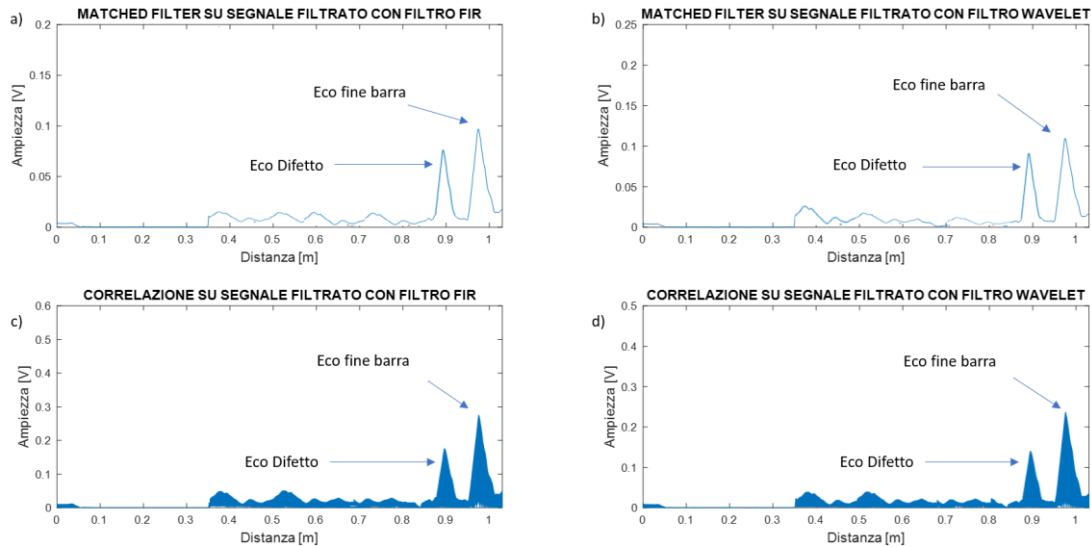 a)
MATCHED FILTER SU SEGNALE FILTRATO CON FILTRO FIR
0.2
0.15
0.1
0.05
0
Ampiezza [V]
Eco fine barra
Eco Difetto
0 0.1 0.2 0.3 0.4 0.5 0.6 0.7 0.8 0.9 1
Distanza [m]
b)
MATCHED FILTER SU SEGNALE FILTRATO CON FILTRO WAVELET
0.25
0.2
0.15
0.1
0.05
0
Ampiezza [V]
Eco fine barra
Eco Difetto
0 0.1 0.2 0.3 0.4 0.5 0.6 0.7 0.8 0.9 1
Distanza [m]
c)
CORRELAZIONE SU SEGNALE FILTRATO CON FILTRO FIR
0.6
0.5
0.4
0.3
0.2
0.1
0
Ampiezza [V]
Eco fine barra
Eco Difetto
0 0.1 0.2 0.3 0.4 0.5 0.6 0.7 0.8 0.9 1
Distanza [m]
d)
CORRELAZIONE SU SEGNALE FILTRATO CON FILTRO WAVELET
0.5
0.4
0.3
0.2
0.1
0
Ampiezza [V]
Eco fine barra
Eco Difetto
0 0.1 0.2 0.3 0.4 0.5 0.6 0.7 0.8 0.9 1
Distanza [m]